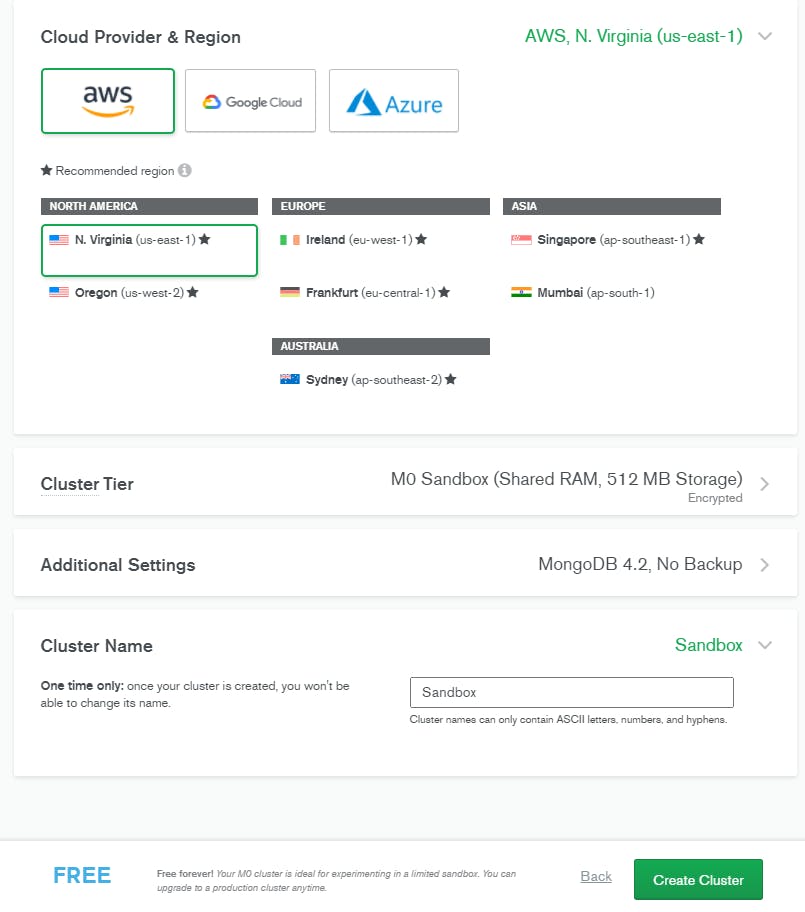 Cloud Provider & Region
AWS, N. Virginia (us-east-1)
aws
Google Cloud
Azure
★ Recommended region i
NORTH AMERICA
N. Virginia (us-east-1) ★
Oregon (us-west-2) ★
EUROPE
Ireland (eu-west-1) ★
Frankfurt (eu-central-1) ★
ASIA
Singapore (ap-southeast-1) ★
Mumbai (ap-south-1)
AUSTRALIA
Sydney (ap-southeast-2) ★
Cluster Tier
M0 Sandbox (Shared RAM, 512 MB Storage)
Encrypted
Additional Settings
MongoDB 4.2, No Backup
Cluster Name
Sandbox
One time only: once your cluster is created, you won't be
able to change its name.
Sandbox
Cluster names can only contain ASCII letters, numbers, and hyphens.
FREE
Free forever! Your M0 cluster is ideal for experimenting in a limited sandbox. You can
upgrade to a production cluster anytime.
Back
Create Cluster